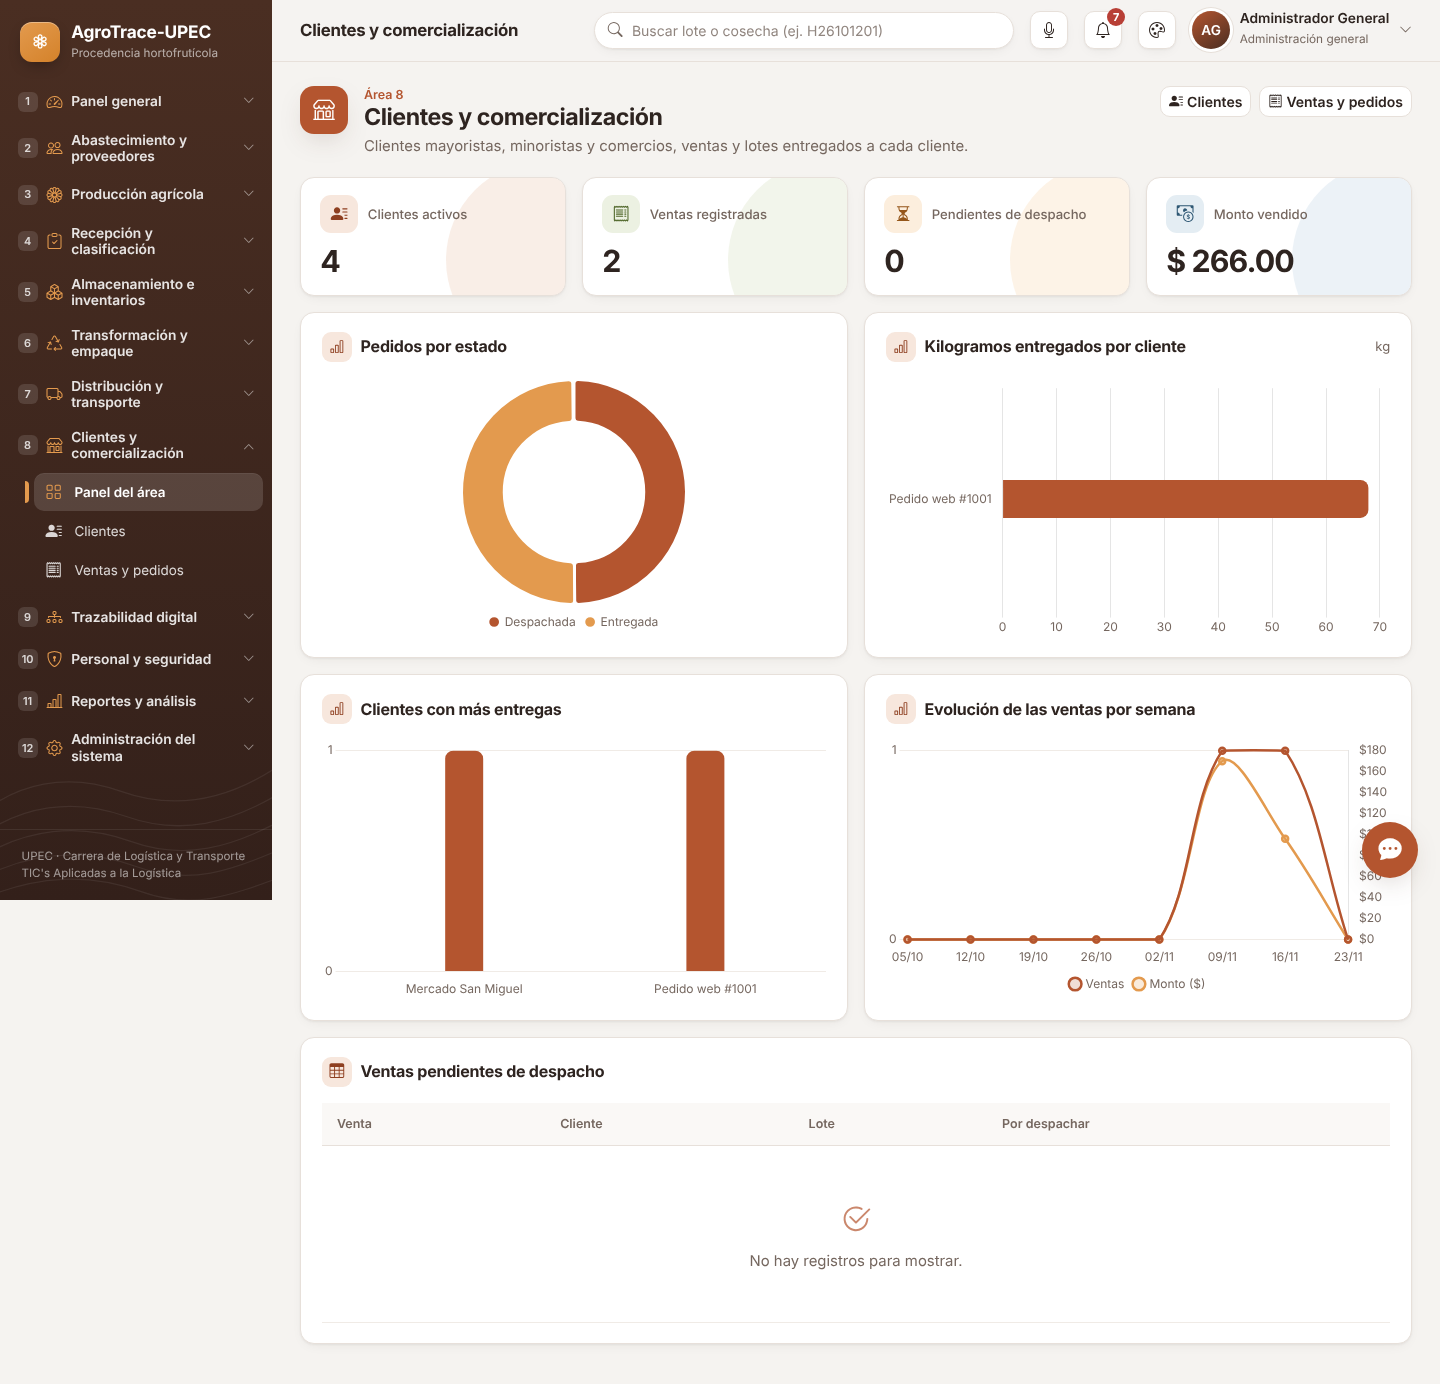 AgroTrace-UPEC
Procedencia hortofrutícola
1 Panel general
2 Abastecimiento y
proveedores
3 Producción agrícola
4 Recepción y
clasificación
5 Almacenamiento e
inventarios
6 Transformación y
empaque
7 Distribución y
transporte
8 Clientes y
comercialización
Panel del área
Clientes
Ventas y pedidos
9 Trazabilidad digital
10 Personal y seguridad
11 Reportes y análisis
12 Administración del
sistema
UPEC · Carrera de Logística y Transporte
TIC's Aplicadas a la Logística
Clientes y comercialización
Buscar lote o cosecha (ej. H26101201)
7
AG
Administrador General
Administración general
Área 8
Clientes y comercialización
Clientes mayoristas, minoristas y comercios, ventas y lotes entregados a cada cliente.
Clientes
Ventas y pedidos
Clientes activos
4
Ventas registradas
2
Pendientes de despacho
0
Monto vendido
$ 266.00
Pedidos por estado
Despachada Entregada
Kilogramos entregados por cliente
kg
Pedido web #1001
0 10 20 30 40 50 60 70
Clientes con más entregas
1
0
Mercado San Miguel Pedido web #1001
Evolución de las ventas por semana
1
0
$180
$160
$140
$120
$60
$40
$20
$0
05/10 12/10 19/10 26/10 02/11 09/11 16/11 23/11
Ventas Monto ($)
Ventas pendientes de despacho
Venta Cliente Lote Por despachar
No hay registros para mostrar.